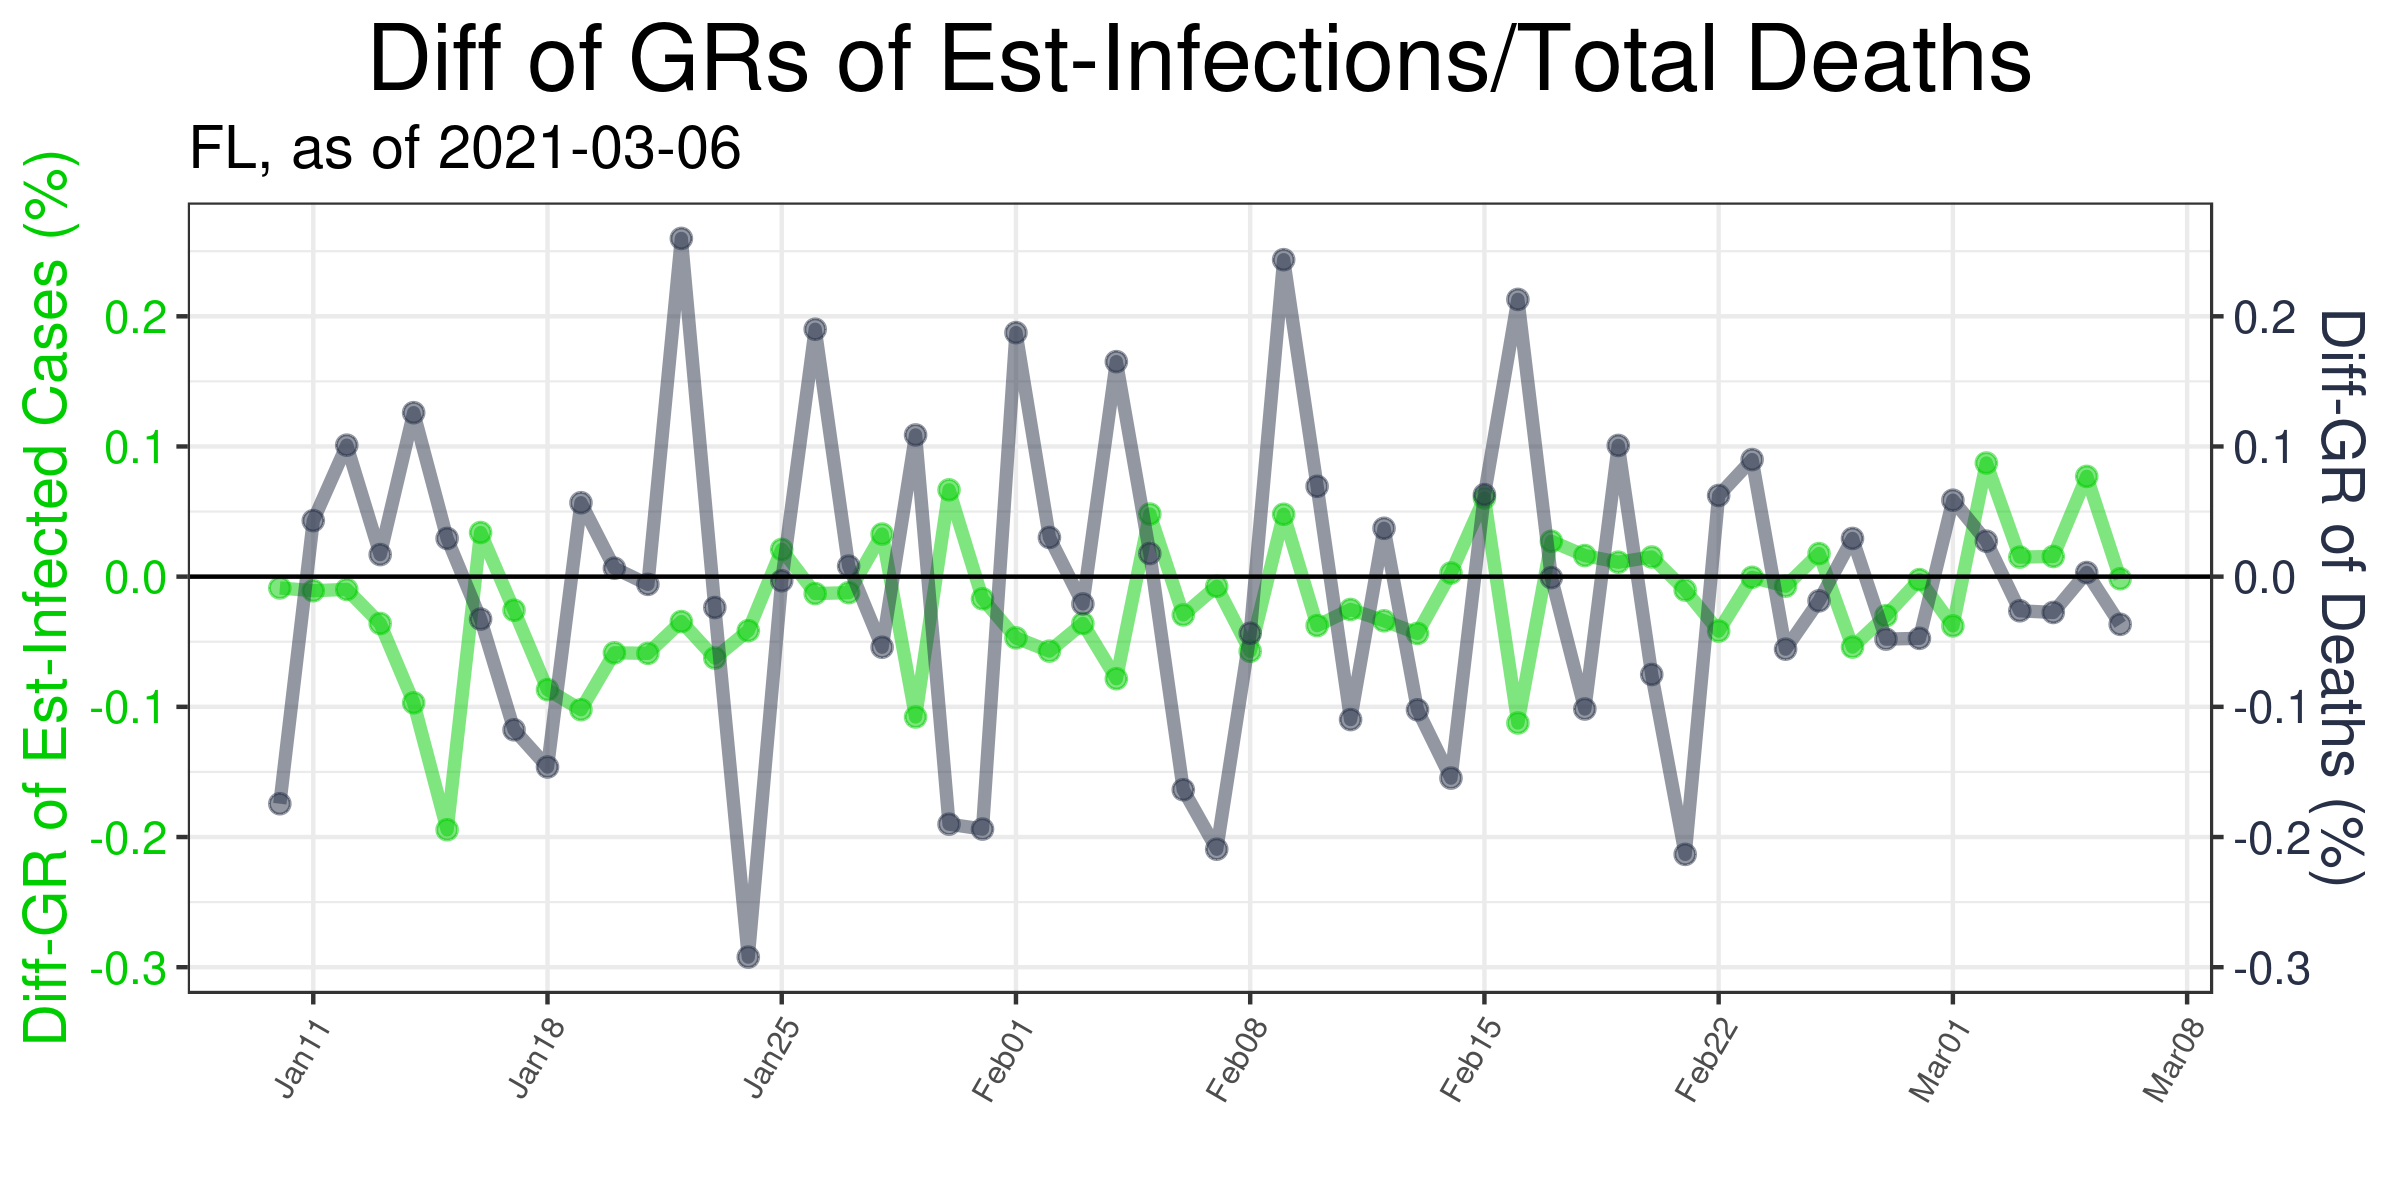 Diff of GRs of Est-Infections/Total Deaths
FL, as of 2021-03-06
Diff-GR of Est-Infected Cases (%)
0.2
0.1
0.0
-0.1
-0.2
-0.3
0.2
0.1
0.0
-0.1
-0.2
-0.3
Diff-GR of Deaths (%)
Jan11
Jan18
Jan25
Feb01
Feb08
Feb15
Feb22
Mar01
Mar08